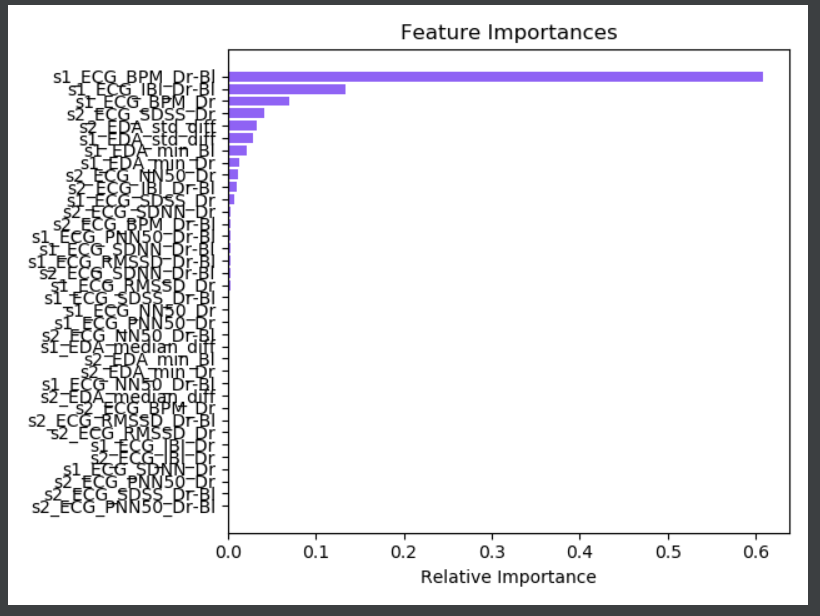 Feature Importances
s1_ECG_BPM_Dr-Bl
s1_ECG_IBI_Dr-Bl
s1_ECG_BPM_Dr
s2_ECG_SDSS_Dr
s2_EDA_std_diff
s1_EDA_std_diff
s1_EDA_min_Bl
s1_EDA_min_Dr
s2_ECG_NN50_Dr
s2_ECG_IBI_Dr-Bl
s1_ECG_SDSS_Dr
s2_ECG_SDNN_Dr
s2_ECG_BPM_Dr-Bl
s1_ECG_PNN50_Dr-Bl
s1_ECG_SDNN_Dr-Bl
s1_ECG_RMSSD_Dr-Bl
s2_ECG_SDNN_Dr-Bl
s1_ECG_RMSSD_Dr
s1_ECG_SDSS_Dr-Bl
s1_ECG_NN50_Dr
s1_ECG_PNN50_Dr
s2_ECG_NN50_Dr-Bl
s1_EDA_median_diff
s2_EDA_min_Bl
s2_EDA_min_Dr
s1_ECG_NN50_Dr-Bl
s2_EDA_median_diff
s2_ECG_BPM_Dr
s2_ECG_RMSSD_Dr-Bl
s2_ECG_RMSSD_Dr
s1_ECG_IBI_Dr
s2_ECG_IBI_Dr
s1_ECG_SDNN_Dr
s2_ECG_PNN50_Dr
s2_ECG_SDSS_Dr-Bl
s2_ECG_PNN50_Dr-Bl
0.0 0.1 0.2 0.3 0.4 0.5 0.6
Relative Importance